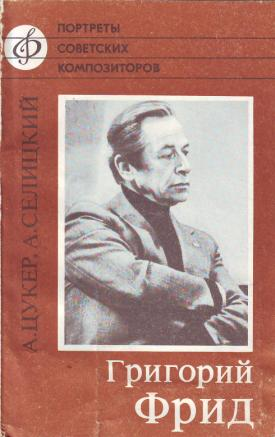 ПОРТРЕТЫ
СОВЕТСКИХ
КОМПОЗИТОРОВ
А.ЦУКЕР, А.СЕЛИЦКИЙ
Григорий
Фрид